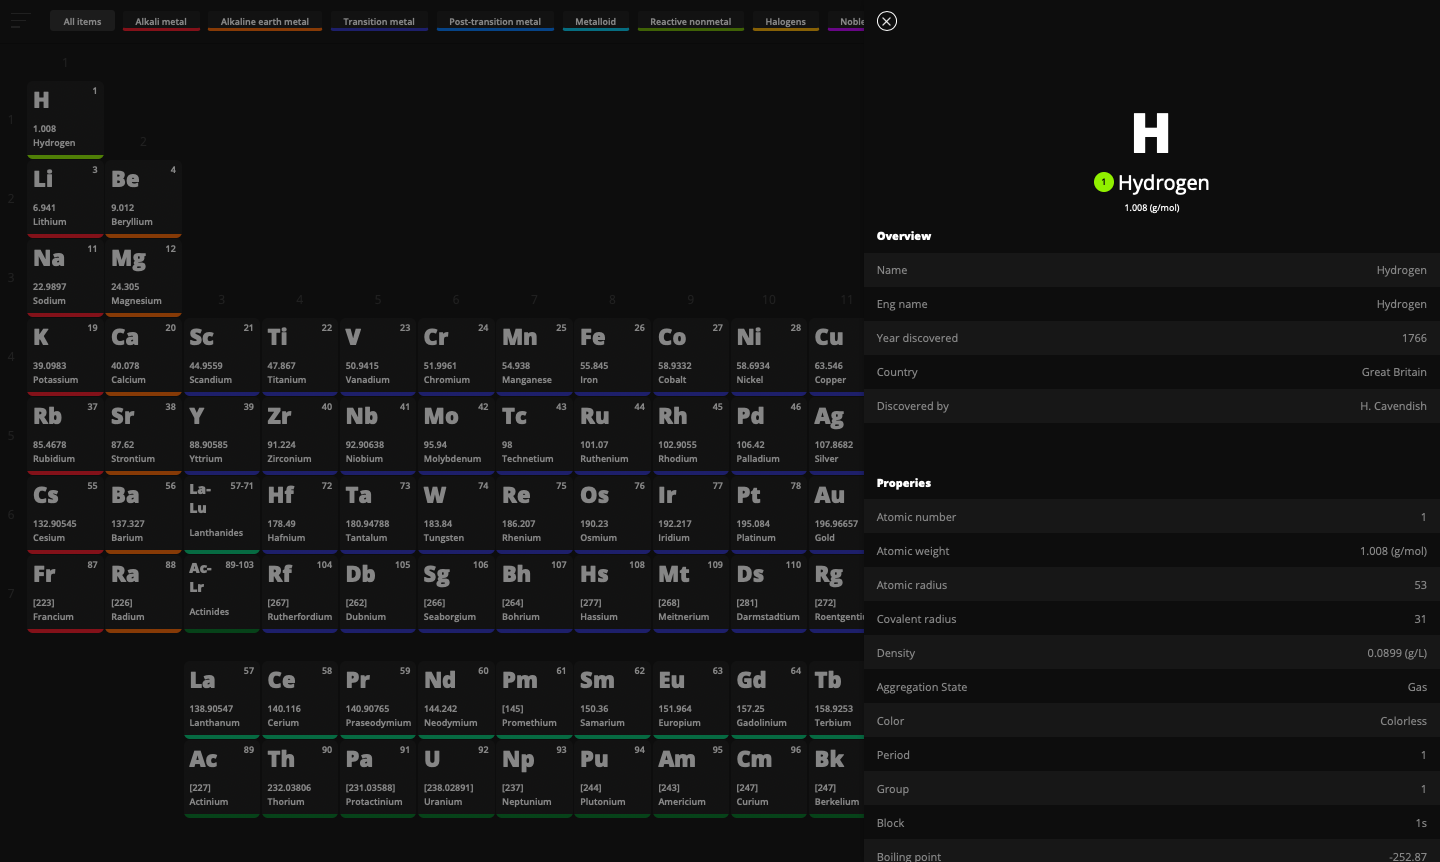 All items Alkali metal Alkaline earth metal Transition metal Post-transition metal Metalloid Reactive nonmetal Halogens Noble
1
H 1
1.008
Hydrogen
1
2
Li 3
6.941
Lithium
Be 4
9.012
Beryllium
2
Na 11
22.9897
Sodium
Mg 12
24.305
Magnesium
3
3 4 5 6 7 8 9 10 11
K 19
39.0983
Potassium
Ca 20
40.078
Calcium
Sc 21
44.9559
Scandium
Ti 22
47.867
Titanium
V 23
50.9415
Vanadium
Cr 24
51.9961
Chromium
Mn 25
54.938
Manganese
Fe 26
55.845
Iron
Co 27
58.9332
Cobalt
Ni 28
58.6934
Nickel
Cu
63.546
Copper
4
Rb 37
85.4678
Rubidium
Sr 38
87.62
Strontium
Y 39
88.90585
Yttrium
Zr 40
91.224
Zirconium
Nb 41
92.90638
Niobium
Mo 42
95.94
Molybdenum
Tc 43
98
Technetium
Ru 44
101.07
Ruthenium
Rh 45
102.9055
Rhodium
Pd 46
106.42
Palladium
Ag
107.8682
Silver
5
Cs 55
132.90545
Cesium
Ba 56
137.327
Barium
La- 57-71
Lu
Lanthanides
Hf 72
178.49
Hafnium
Ta 73
180.94788
Tantalum
W 74
183.84
Tungsten
Re 75
186.207
Rhenium
Os 76
190.23
Osmium
Ir 77
192.217
Iridium
Pt 78
195.084
Platinum
Au
196.96657
Gold
6
Fr 87
[223]
Francium
Ra 88
[226]
Radium
Ac- 89-103
Lr
Actinides
Rf 104
[267]
Rutherfordium
Db 105
[262]
Dubnium
Sg 106
[266]
Seaborgium
Bh 107
[264]
Bohrium
Hs 108
[277]
Hassium
Mt 109
[268]
Meitnerium
Ds 110
[281]
Darmstadtium
Rg
[272]
Roentgenti
7
La 57
138.90547
Lanthanum
Ce 58
140.116
Cerium
Pr 59
140.90765
Praseodymium
Nd 60
144.242
Neodymium
Pm 61
[145]
Promethium
Sm 62
150.36
Samarium
Eu 63
151.964
Europium
Gd 64
157.25
Gadolinium
Tb
158.9253
Terbium
Ac 89
[227]
Actinium
Th 90
232.03806
Thorium
Pa 91
[231.03588]
Protactinium
U 92
[238.02891]
Uranium
Np 93
[237]
Neptunium
Pu 94
[244]
Plutonium
Am 95
[243]
Americium
Cm 96
[247]
Curium
Bk
[247]
Berkelium
H
1 Hydrogen
1.008 (g/mol)
Overview
Name Hydrogen
Eng name Hydrogen
Year discovered 1766
Country Great Britain
Discovered by H. Cavendish
Properies
Atomic number 1
Atomic weight 1.008 (g/mol)
Atomic radius 53
Covalent radius 31
Density 0.0899 (g/L)
Aggregation State Gas
Color Colorless
Period 1
Group 1
Block 1s
Boiling point -252.87